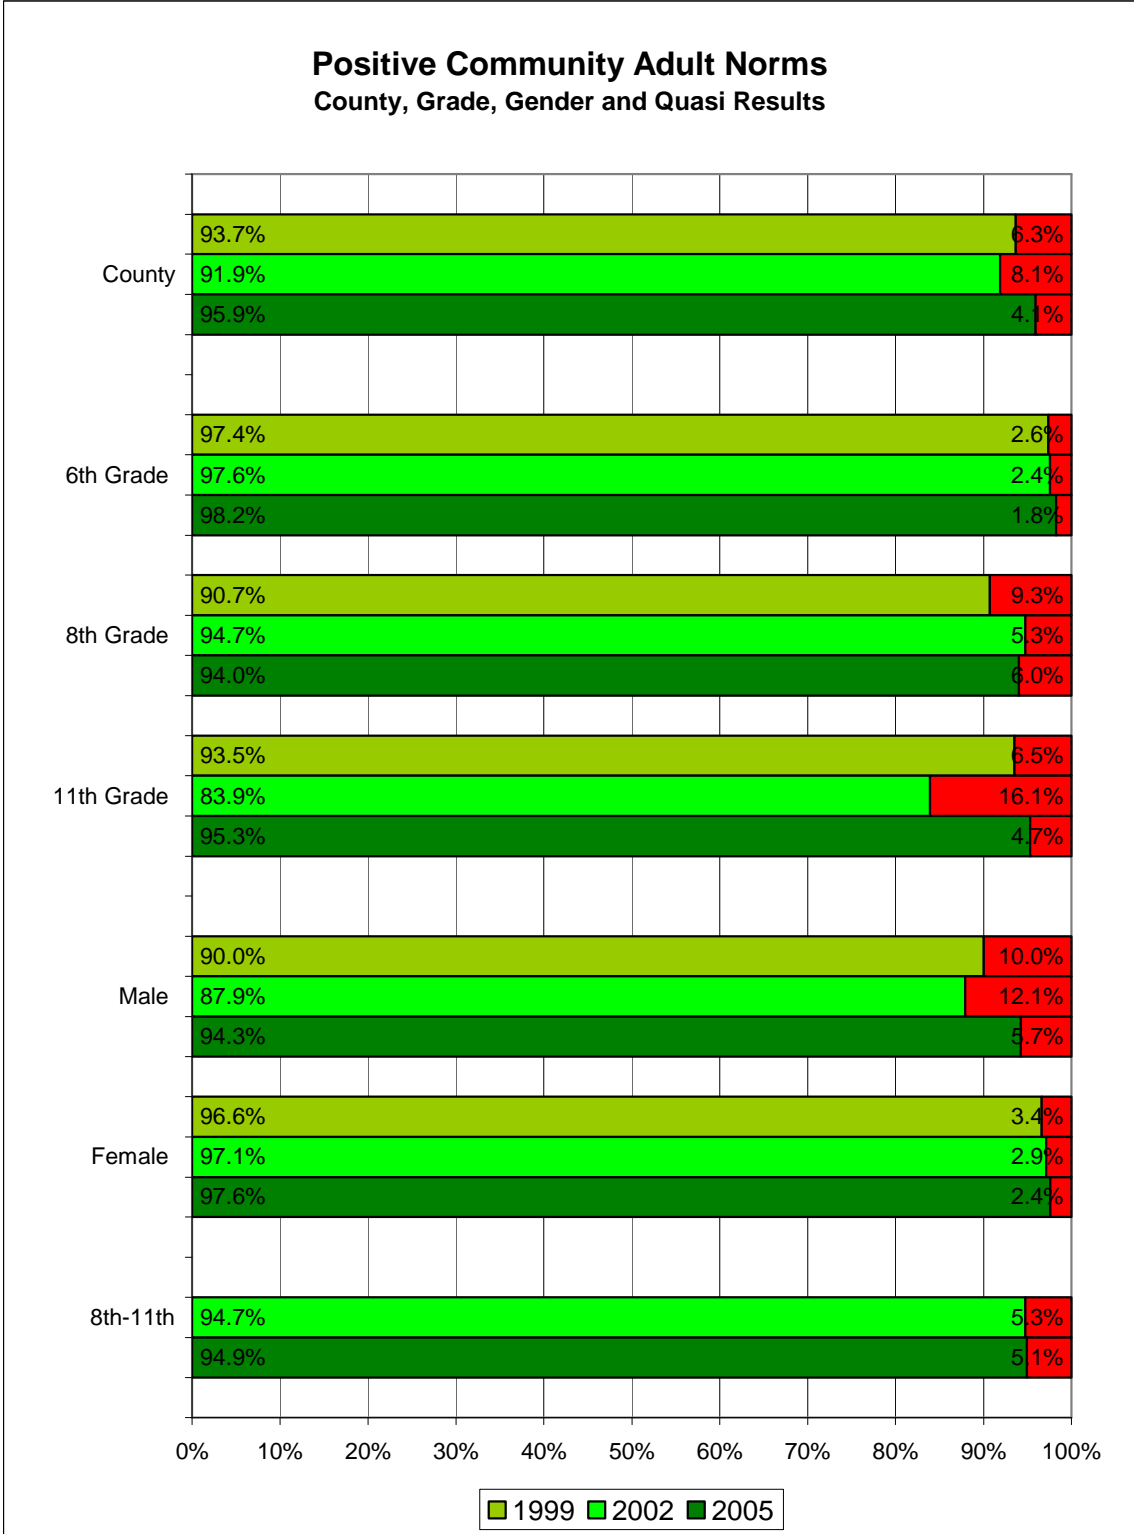 Positive Community Adult Norms
County, Grade, Gender and Quasi Results
93.7% 6.3%
County 91.9% 8.1%
95.9% 4.1%
97.4% 2.6%
6th Grade 97.6% 2.4%
98.2% 1.8%
90.7% 9.3%
8th Grade 94.7% 5.3%
94.0% 6.0%
93.5% 6.5%
11th Grade 83.9% 16.1%
95.3% 4.7%
90.0% 10.0%
Male 87.9% 12.1%
94.3% 5.7%
96.6% 3.4%
Female 97.1% 2.9%
97.6% 2.4%
8th-11th 94.7% 5.3%
94.9% 5.1%
0% 10% 20% 30% 40% 50% 60% 70% 80% 90% 100%
1999 2002 2005